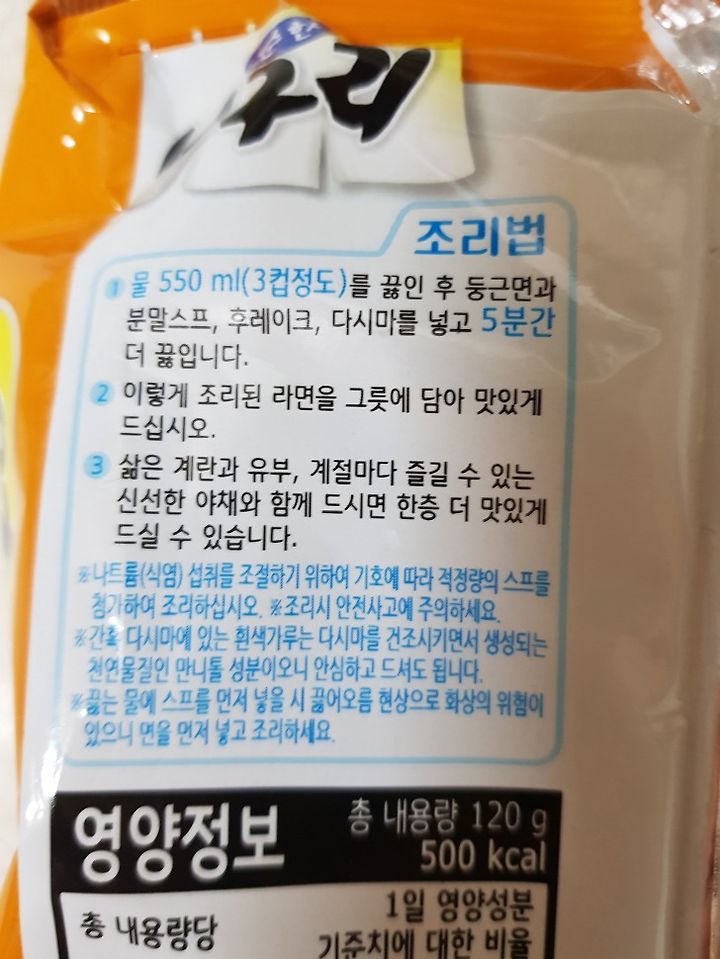 구리
조리법
1 물 550 ml(3컵정도)를 끓인 후 둥근면과
분말스프, 후레이크, 다시마를 넣고 5분간
더 끓입니다.
2 이렇게 조리된 라면을 그릇에 담아 맛있게
드십시오.
3 삶은 계란과 유부, 계절마다 즐길 수 있는
신선한 야채와 함께 드시면 한층 더 맛있게
드실 수 있습니다.
※나트륨(식염) 섭취를 조절하기 위하여 기호에 따라 적정량의 스프를
첨가하여 조리하십시오. ※조리시 안전사고에 주의하세요.
※간혹 다시마에 있는 흰색가루는 다시마를 건조시키면서 생성되는
천연물질인 만니톨 성분이오니 안심하고 드셔도 됩니다.
※끓는 물에 스프를 먼저 넣을 시 끓어오름 현상으로 화상의 위험이
있으니 면을 먼저 넣고 조리하세요.
영양정보
총 내용량 120 g
500 kcal
총 내용량당
1일 영양성분
기준치에 대한 비율